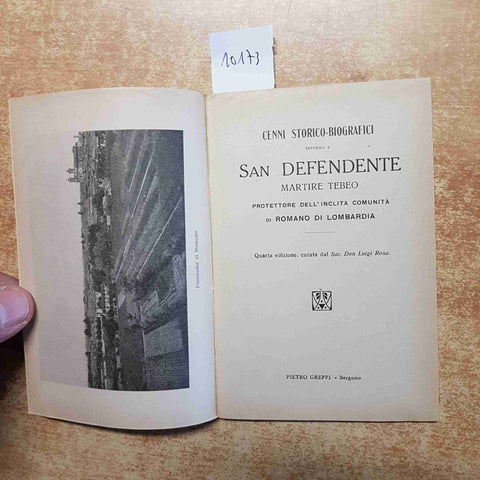 10173
Panorama di Romano
CENNI STORICO-BIOGRAFICI
INTORNO A
SAN DEFENDENTE
MARTIRE TEBEO
PROTETTORE DELL'INCLITA COMUNITÀ
DI ROMANO DI LOMBARDIA
Quarta edizione, curata dal Sac. Don Luigi Rosa
PIETRO GREPPI - Bergamo